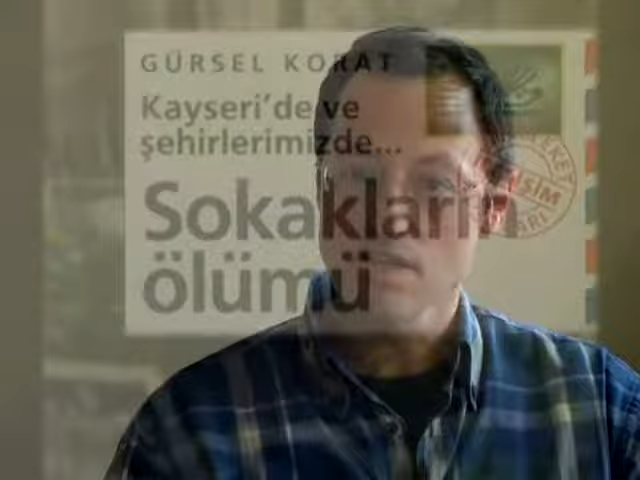 GÜRSEL KORAT
Kayseri'de ve
şehirlerimizde...
Sokakların
ölümü